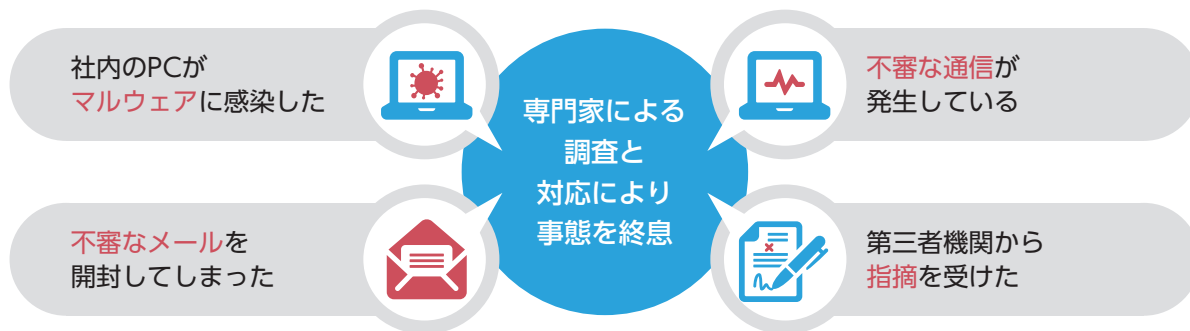 社内のPCが
マルウェアに感染した
不審な通信が
発生している
専門家による
調査と
対応により
事態を終息
不審なメールを
開封してしまった
第三者機関から
指摘を受けた